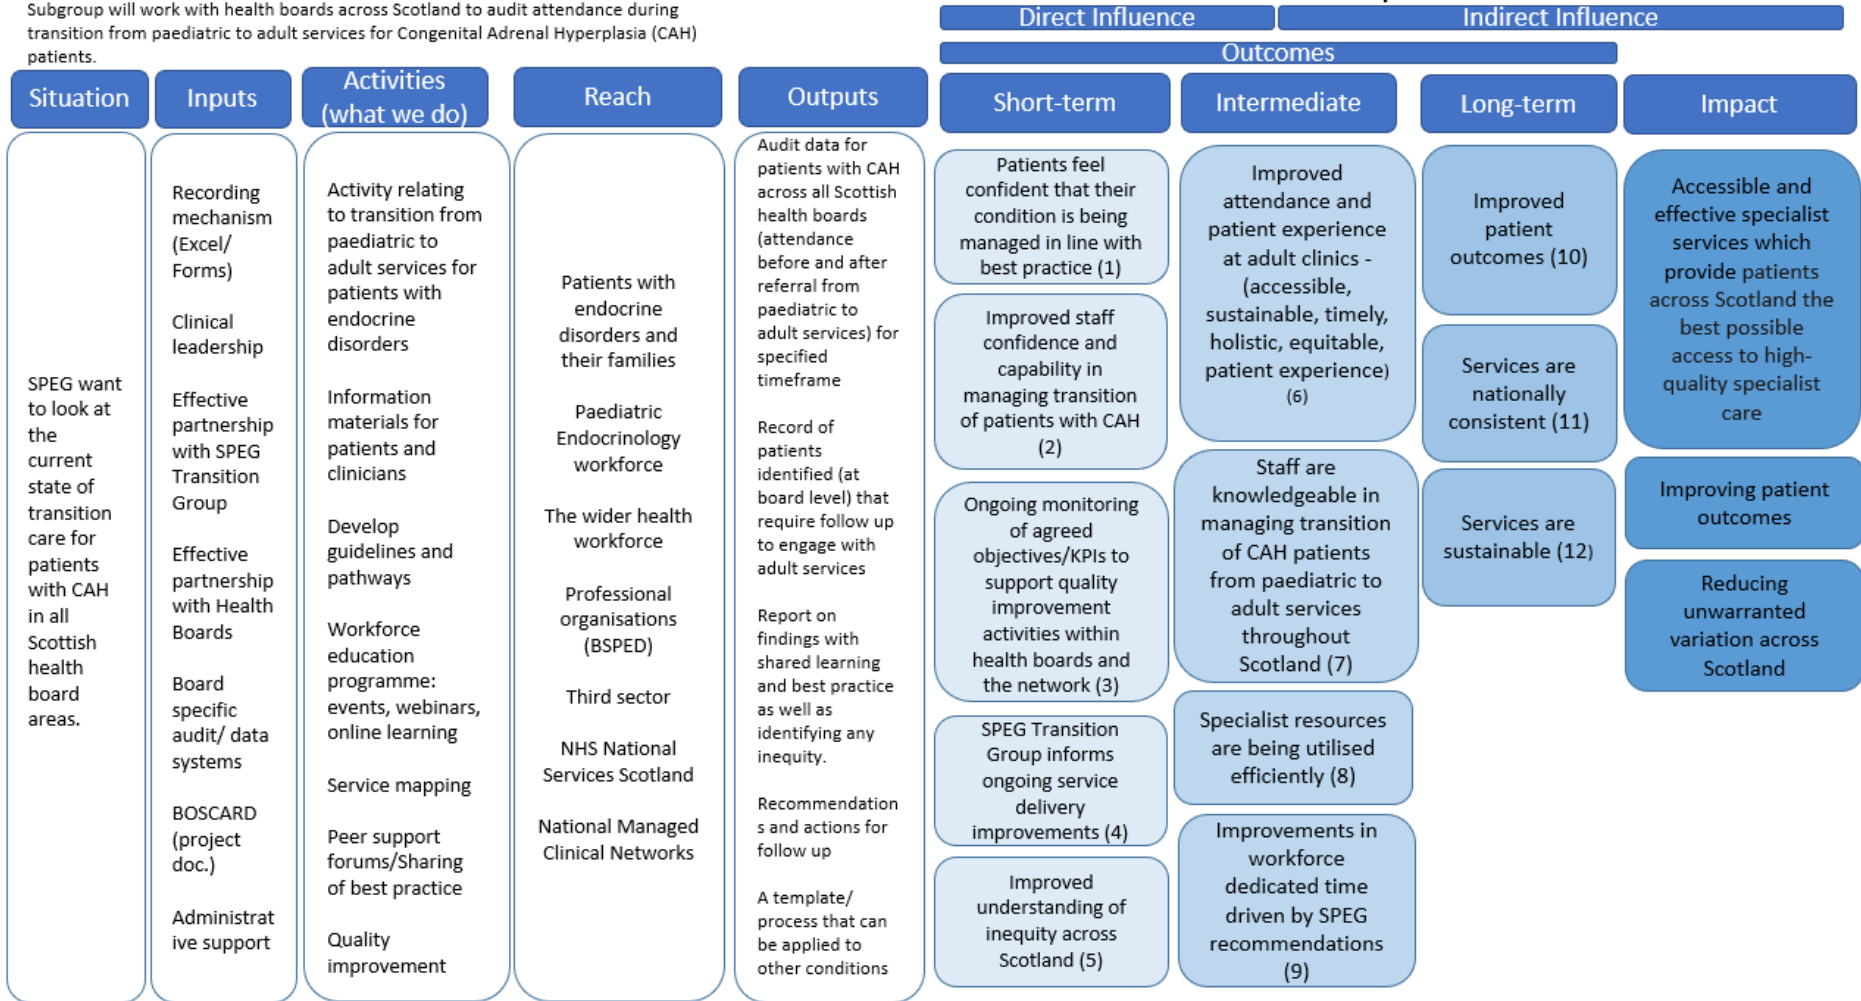 Subgroup will work with health boards across Scotland to audit attendance during
transition from paediatric to adult services for Congenital Adrenal Hyperplasia (CAH)
patients.
Direct Influence
Indirect Influence
Outcomes
Situation
Inputs
Activities
(what we do)
Reach
Outputs
Short-term
Intermediate
Long-term
Impact
SPEG want
to look at
the
current
state of
transition
care for
patients
with CAH
in all
Scottish
health
board
areas.
Recording
mechanism
(Excel/
Forms)
Clinical
leadership
Effective
partnership
with SPEG
Transition
Group
Effective
partnership
with Health
Boards
Board
specific
audit/ data
systems
BOSCARD
(project
doc.)
Administrat
ive support
Activity relating
to transition from
paediatric to
adult services for
patients with
endocrine
disorders
Information
materials for
patients and
clinicians
Develop
guidelines and
pathways
Workforce
education
programme:
events, webinars,
online learning
Service mapping
Peer support
forums/Sharing
of best practice
Quality
improvement
Patients with
endocrine
disorders and
their families
Paediatric
Endocrinology
workforce
The wider health
workforce
Professional
organisations
(BSPED)
Third sector
NHS National
Services Scotland
National Managed
Clinical Networks
Audit data for
patients with CAH
across all Scottish
health boards
(attendance
before and after
referral from
paediatric to
adult services) for
specified
timeframe
Record of
patients
identified (at
board level) that
require follow up
to engage with
adult services
Report on
findings with
shared learning
and best practice
as well as
identifying any
inequity.
Recommendation
s and actions for
follow up
A template/
process that can
be applied to
other conditions
Patients feel
confident that their
condition is being
managed in line with
best practice (1)
Improved staff
confidence and
capability in
managing transition
of patients with CAH
(2)
Ongoing monitoring
of agreed
objectives/KPIs to
support quality
improvement
activities within
health boards and
the network (3)
SPEG Transition
Group informs
ongoing service
delivery
improvements (4)
Improved
understanding of
inequity across
Scotland (5)
Improved
attendance and
patient experience
at adult clinics -
(accessible,
sustainable, timely,
holistic, equitable,
patient experience)
(6)
Staff are
knowledgeable in
managing transition
of CAH patients
from paediatric to
adult services
throughout
Scotland (7)
Specialist resources
are being utilised
efficiently (8)
Improvements in
workforce
dedicated time
driven by SPEG
recommendations
(9)
Improved
patient
outcomes (10)
Services are
nationally
consistent (11)
Services are
sustainable (12)
Accessible and
effective specialist
services which
provide patients
across Scotland the
best possible
access to high-
quality specialist
care
Improving patient
outcomes
Reducing
unwarranted
variation across
Scotland